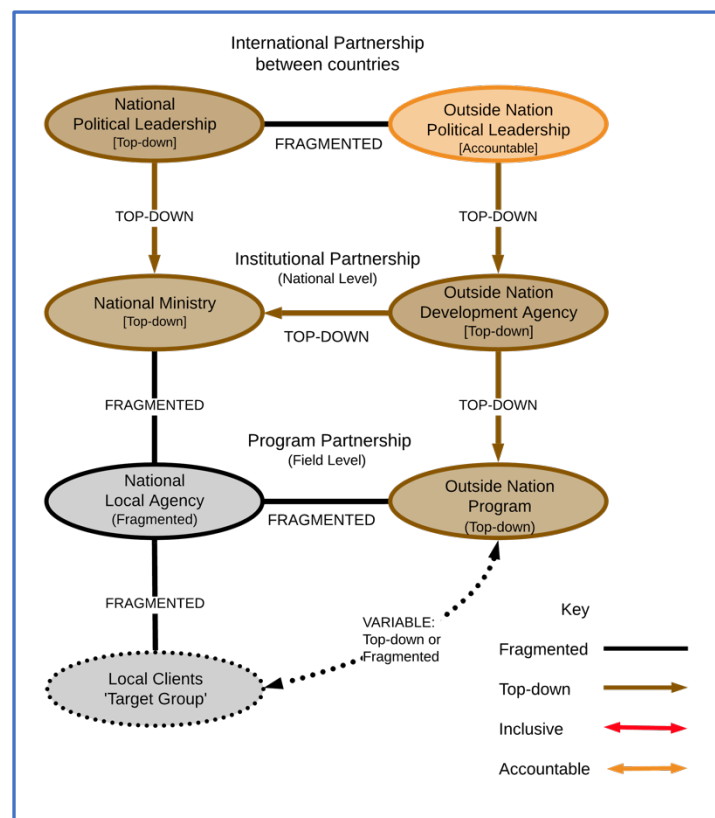 International Partnership
between countries
National
Political Leadership
[Top-down]
Outside Nation
Political Leadership
[Accountable]
FRAGMENTED
TOP-DOWN
TOP-DOWN
Institutional Partnership
(National Level)
National Ministry
[Top-down]
Outside Nation
Development Agency
[Top-down]
TOP-DOWN
FRAGMENTED
TOP-DOWN
Program Partnership
(Field Level)
National
Local Agency
(Fragmented)
Outside Nation
Program
(Top-down)
FRAGMENTED
FRAGMENTED
VARIABLE:
Top-down or
Fragmented
Local Clients
'Target Group'
Key
Fragmented
Top-down
Inclusive
Accountable